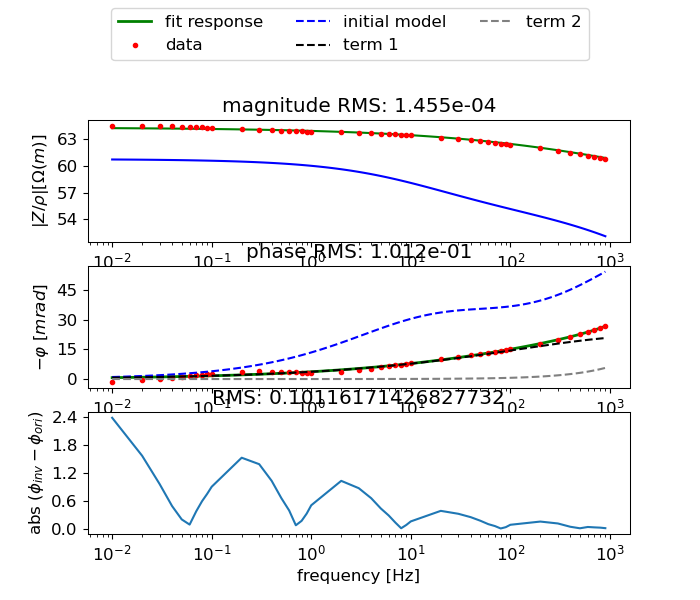 fit response
data
initial model
term 1
term 2
magnitude RMS: 1.455e-04
|Z/ρ|[Ω(m)]
63
60
57
54
10⁻² 10⁻¹ 10⁰ 10¹ 10² 10³
phase RMS: 1.012e-01
−φ [mrad]
45
30
15
0
10⁻² 10⁻¹ 10⁰ 10¹ 10² 10³
RMS: 0.10116171426827732
abs (ϕ_inv − ϕ_ori)
2.4
1.8
1.2
0.6
0.0
10⁻² 10⁻¹ 10⁰ 10¹ 10² 10³
frequency [Hz]